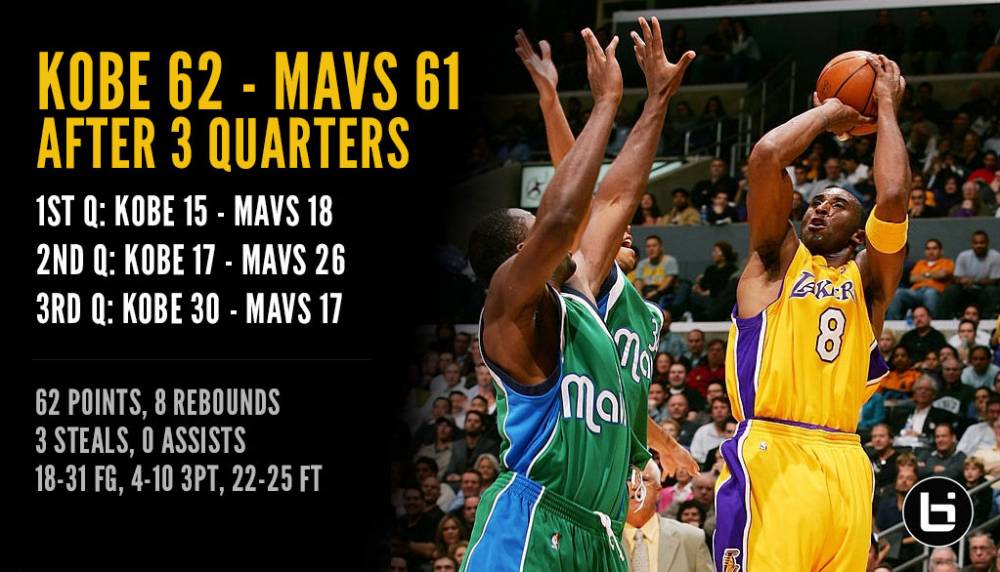 KOBE 62 - MAVS 61
AFTER 3 QUARTERS
1ST Q: KOBE 15 - MAVS 18
2ND Q: KOBE 17 - MAVS 26
3RD Q: KOBE 30 - MAVS 17
62 POINTS, 8 REBOUNDS
3 STEALS, 0 ASSISTS
18-31 FG, 4-10 3PT, 22-25 FT
LAKERS
8